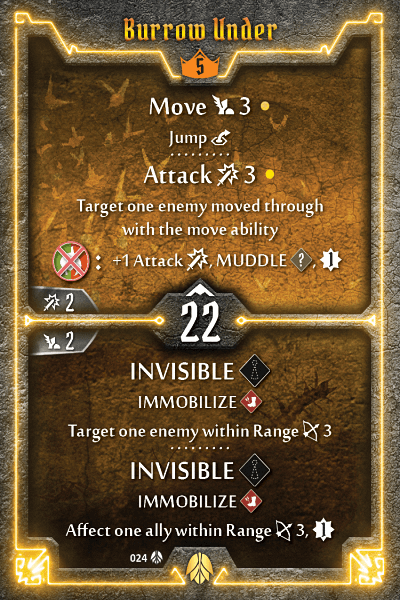 Burrow Under
5
Move 3
Jump
Attack 3
Target one enemy moved through
with the move ability
: +1 Attack , MUDDLE ? , 1
2
22
2
INVISIBLE
IMMOBILIZE
Target one enemy within Range 3
INVISIBLE
IMMOBILIZE
Affect one ally within Range 3, 1
024